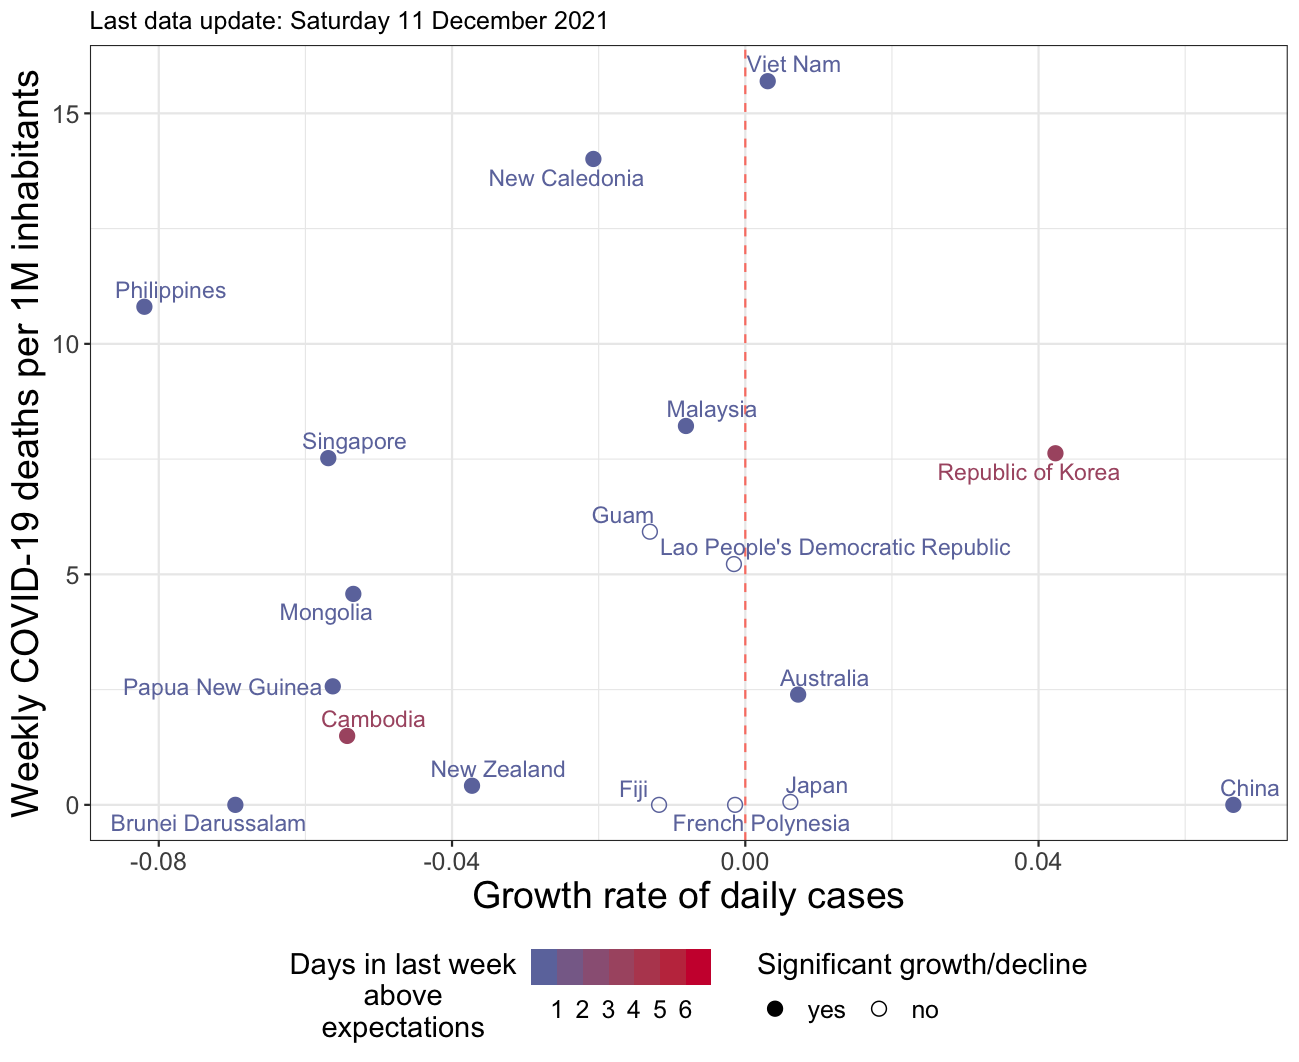 Last data update: Saturday 11 December 2021
Weekly COVID-19 deaths per 1M inhabitants
15
10
5
0
Viet Nam
New Caledonia
Philippines
Malaysia
Singapore
Republic of Korea
Guam
Lao People's Democratic Republic
Mongolia
Papua New Guinea
Australia
Cambodia
New Zealand
Fiji
Japan
China
Brunei Darussalam
French Polynesia
-0.08
-0.04
0.00
0.04
Growth rate of daily cases
Days in last week
above
expectations
1 2 3 4 5 6
Significant growth/decline
yes
no